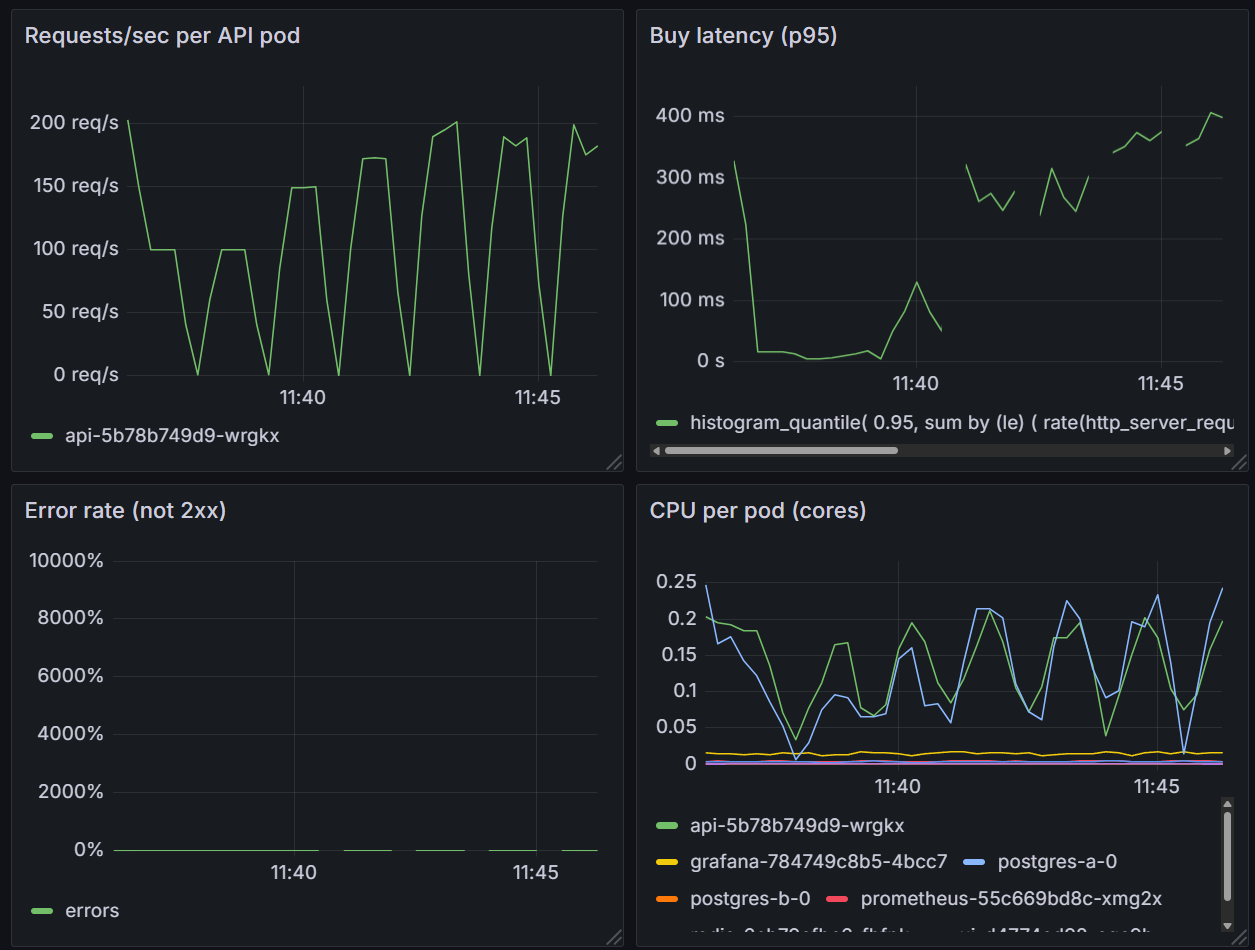 Requests/sec per API pod
200 req/s
150 req/s
100 req/s
50 req/s
0 req/s
11:40 11:45
api-5b78b749d9-wrgkx
Buy latency (p95)
400 ms
300 ms
200 ms
100 ms
0 s
11:40 11:45
histogram_quantile( 0.95, sum by (le) ( rate(http_server_requ
Error rate (not 2xx)
10000%
8000%
6000%
4000%
2000%
0%
11:40 11:45
errors
CPU per pod (cores)
0.25
0.2
0.15
0.1
0.05
0
11:40 11:45
api-5b78b749d9-wrgkx
grafana-784749c8b5-4bcc7 postgres-a-0
postgres-b-0 prometheus-55c669bd8c-xmg2x